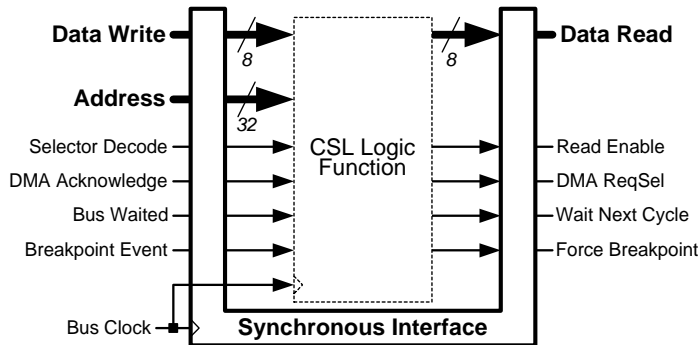 Data Write
8
8
Data Read
Address
32
CSL Logic
Function
Selector Decode
Read Enable
DMA Acknowledge
DMA ReqSel
Bus Waited
Wait Next Cycle
Breakpoint Event
Force Breakpoint
Bus Clock
Synchronous Interface